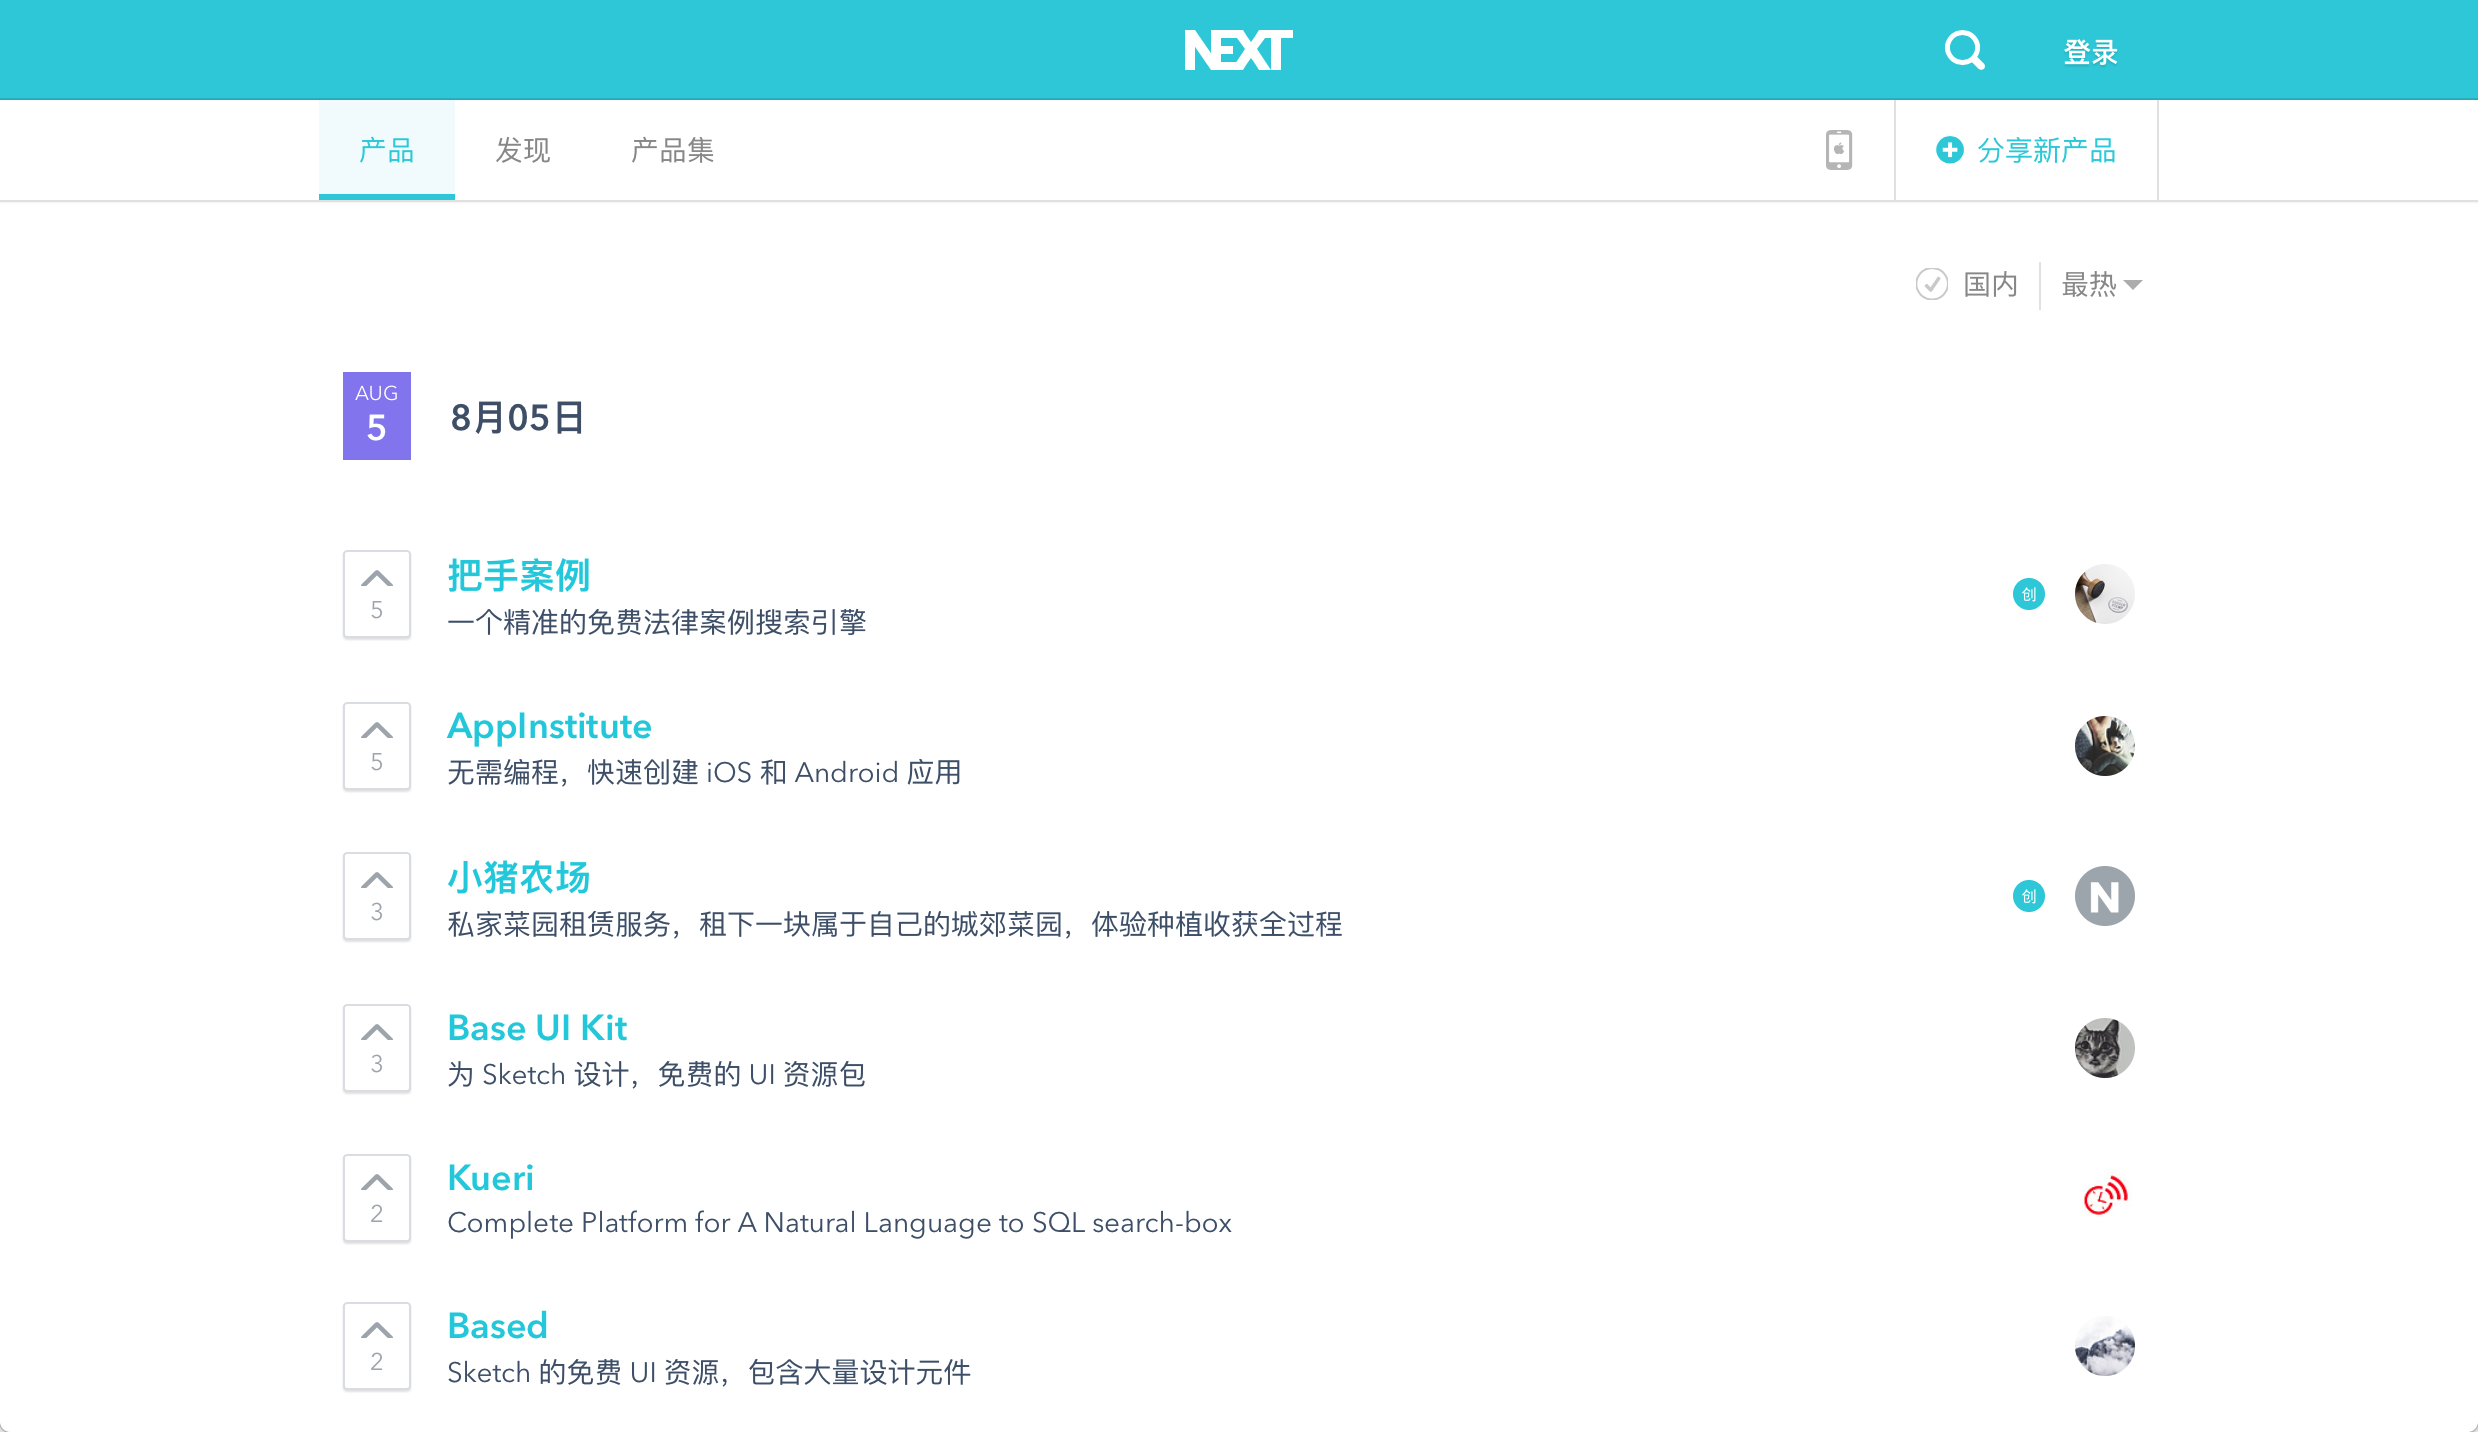 NEXT
登录
产品
发现
产品集
分享新产品
国内
最热
AUG
5
8月05日
5
把手案例
一个精准的免费法律案例搜索引擎
创
5
AppInstitute
无需编程，快速创建 iOS 和 Android 应用
3
小猪农场
私家菜园租赁服务，租下一块属于自己的城郊菜园，体验种植收获全过程
创
N
3
Base UI Kit
为 Sketch 设计，免费的 UI 资源包
2
Kueri
Complete Platform for A Natural Language to SQL search-box
2
Based
Sketch 的免费 UI 资源，包含大量设计元件